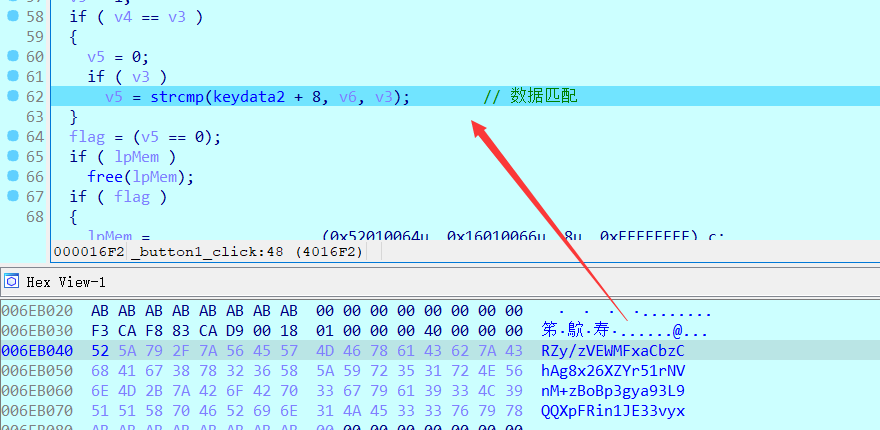 58 if ( v4 == v3 )
59 {
60 v5 = 0;
61 if ( v3 )
62 v5 = strcmp(keydata2 + 8, v6, v3); // 数据匹配
63 }
64 flag = (v5 == 0);
65 if ( lpMem )
66 free(lpMem);
67 if ( flag )
68 {
000016F2 _button1_click:48 (4016F2)
Hex View-1
006EB020 AB AB AB AB AB AB AB AB 00 00 00 00 00 00 00 00
006EB030 F3 CA F8 83 CA D9 00 18 01 00 00 00 40 00 00 00 笫.歍.寿.......@...
006EB040 52 5A 79 2F 7A 56 45 57 4D 46 78 61 43 62 7A 43 RZy/zVEWMFxaCbzC
006EB050 68 41 67 38 78 32 36 58 5A 59 72 35 31 72 4E 56 hAg8x26XZYr51rNV
006EB060 6E 4D 2B 7A 42 6F 42 70 33 67 79 61 39 33 4C 39 nM+zBoBp3gya93L9
006EB070 51 51 58 70 46 52 69 6E 31 4A 45 33 33 76 79 78 QQXpFRin1JE33vyx